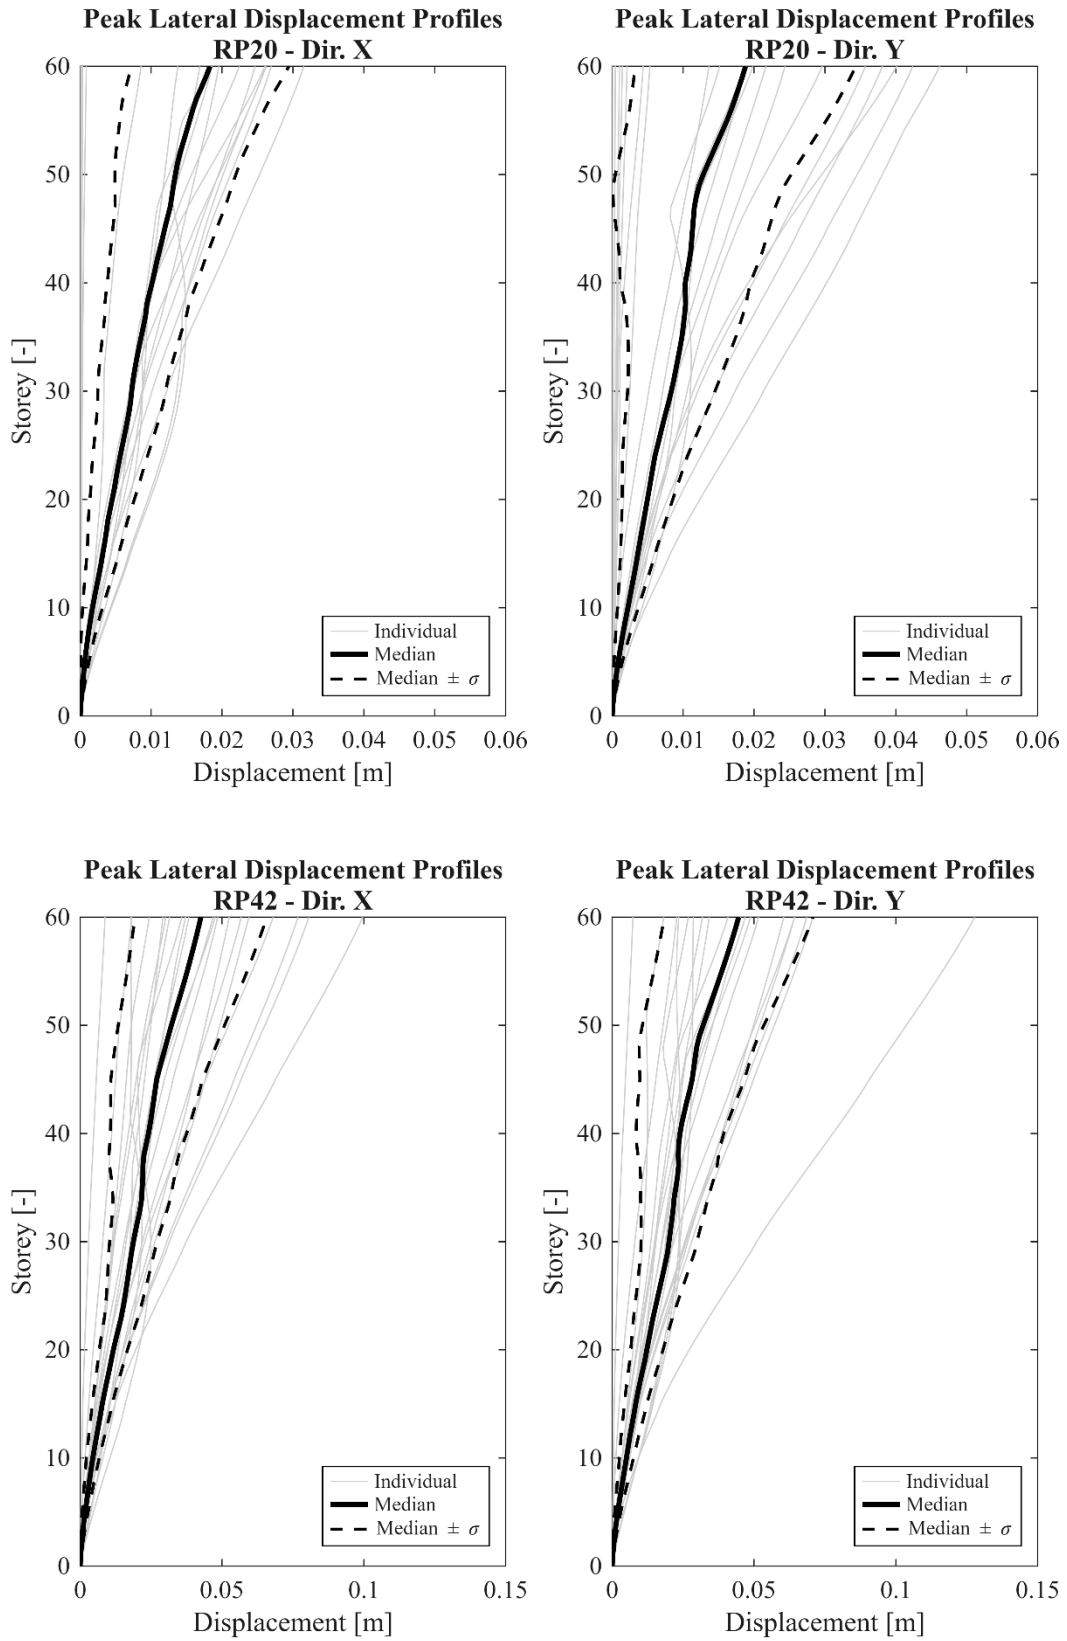 Peak Lateral Displacement Profiles
RP20 - Dir. X
60
50
40
30
20
10
0
Storey [-]
Individual
Median
Median ± σ
0 0.01 0.02 0.03 0.04 0.05 0.06
Displacement [m]
Peak Lateral Displacement Profiles
RP20 - Dir. Y
60
50
40
30
20
10
0
Storey [-]
Individual
Median
Median ± σ
0 0.01 0.02 0.03 0.04 0.05 0.06
Displacement [m]
Peak Lateral Displacement Profiles
RP42 - Dir. X
60
50
40
30
20
10
0
Storey [-]
Individual
Median
Median ± σ
0 0.05 0.1 0.15
Displacement [m]
Peak Lateral Displacement Profiles
RP42 - Dir. Y
60
50
40
30
20
10
0
Storey [-]
Individual
Median
Median ± σ
0 0.05 0.1 0.15
Displacement [m]